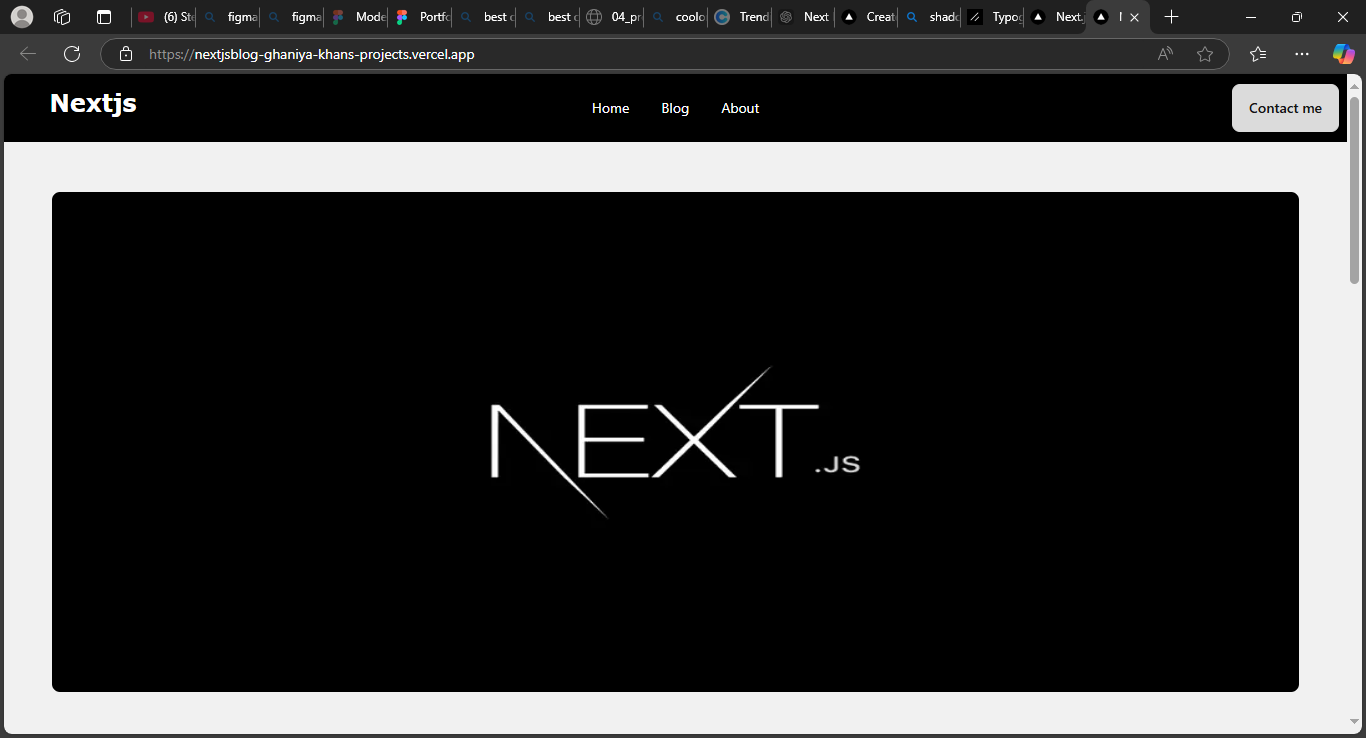 (6) St
figma
figma
Mode
Portfo
best c
best c
04_pr
coolo
Trend
Next
Creat
shadc
Typog
Next.j
https://nextjsblog-ghaniya-khans-projects.vercel.app
Nextjs
Home
Blog
About
Contact me
NEXT.JS